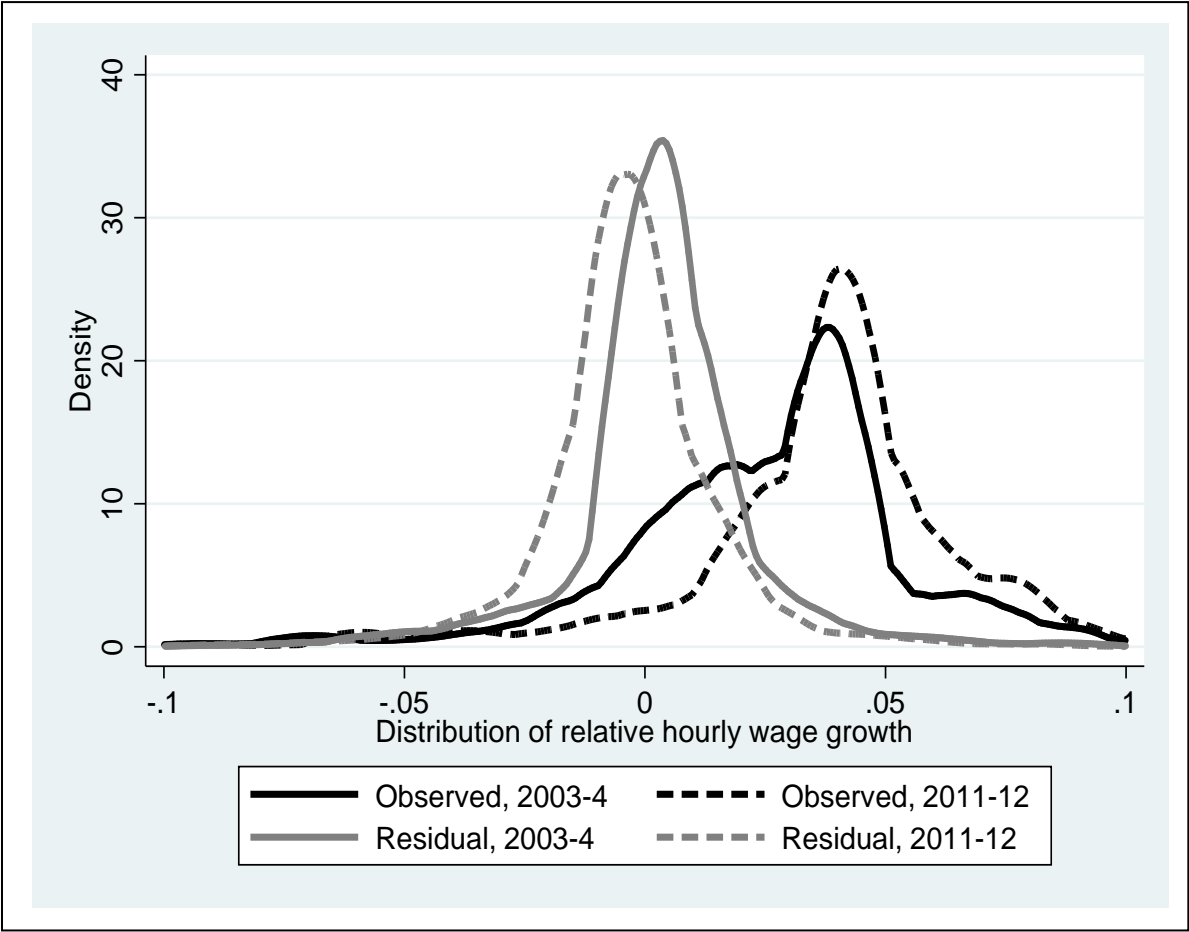 40
30
20
10
0
Density
-.1 -.05 0 .05 .1
Distribution of relative hourly wage growth
Observed, 2003-4 Observed, 2011-12
Residual, 2003-4 Residual, 2011-12